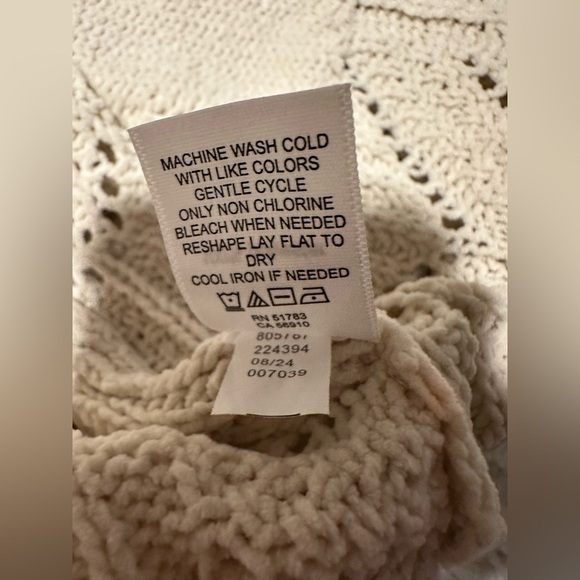 MACHINE WASH COLD
WITH LIKE COLORS
GENTLE CYCLE
ONLY NON CHLORINE
BLEACH WHEN NEEDED
RESHAPE LAY FLAT TO
DRY
COOL IRON IF NEEDED
RN 51783
CA 56910
224394
08/24
007039